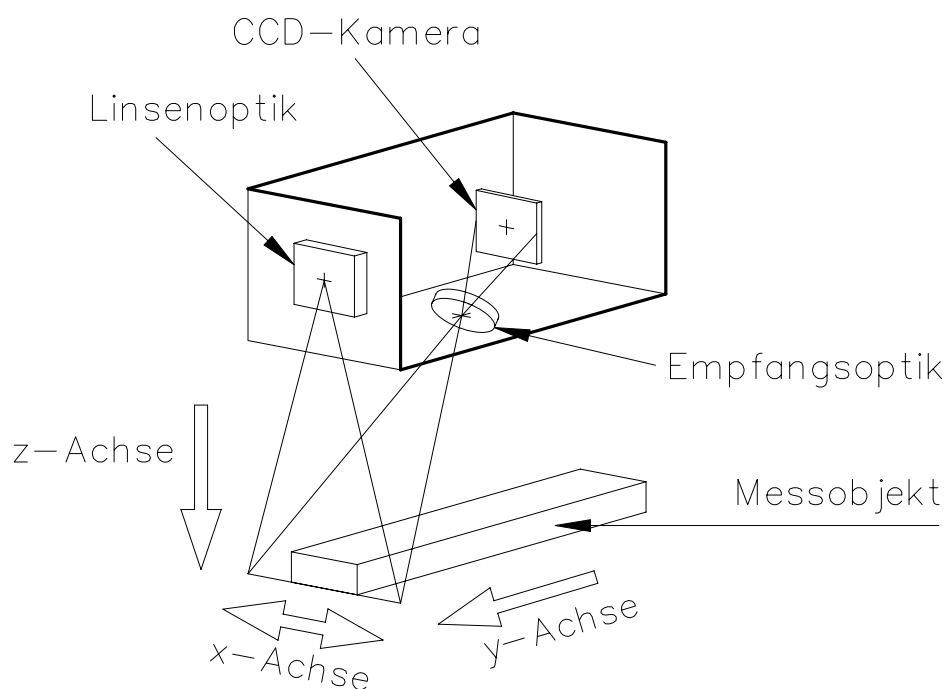 CCD-Kamera
Linsenoptik
Empfangsoptik
z-Achse
Messobjekt
y-Achse
x-Achse